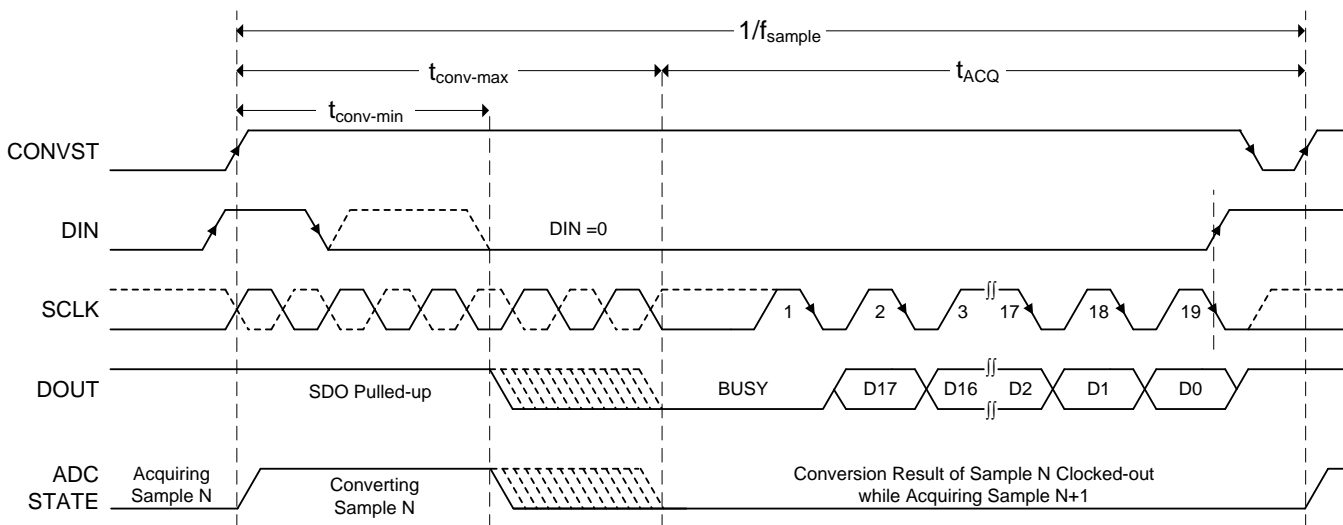 1/fsample
tconv-max
tACQ
tconv-min
CONVST
DIN
DIN =0
SCLK
1 2 3 17 18 19
DOUT
SDO Pulled-up
BUSY
D17 D16 D2 D1 D0
ADC
STATE
Acquiring
Sample N
Converting
Sample N
Conversion Result of Sample N Clocked-out
while Acquiring Sample N+1